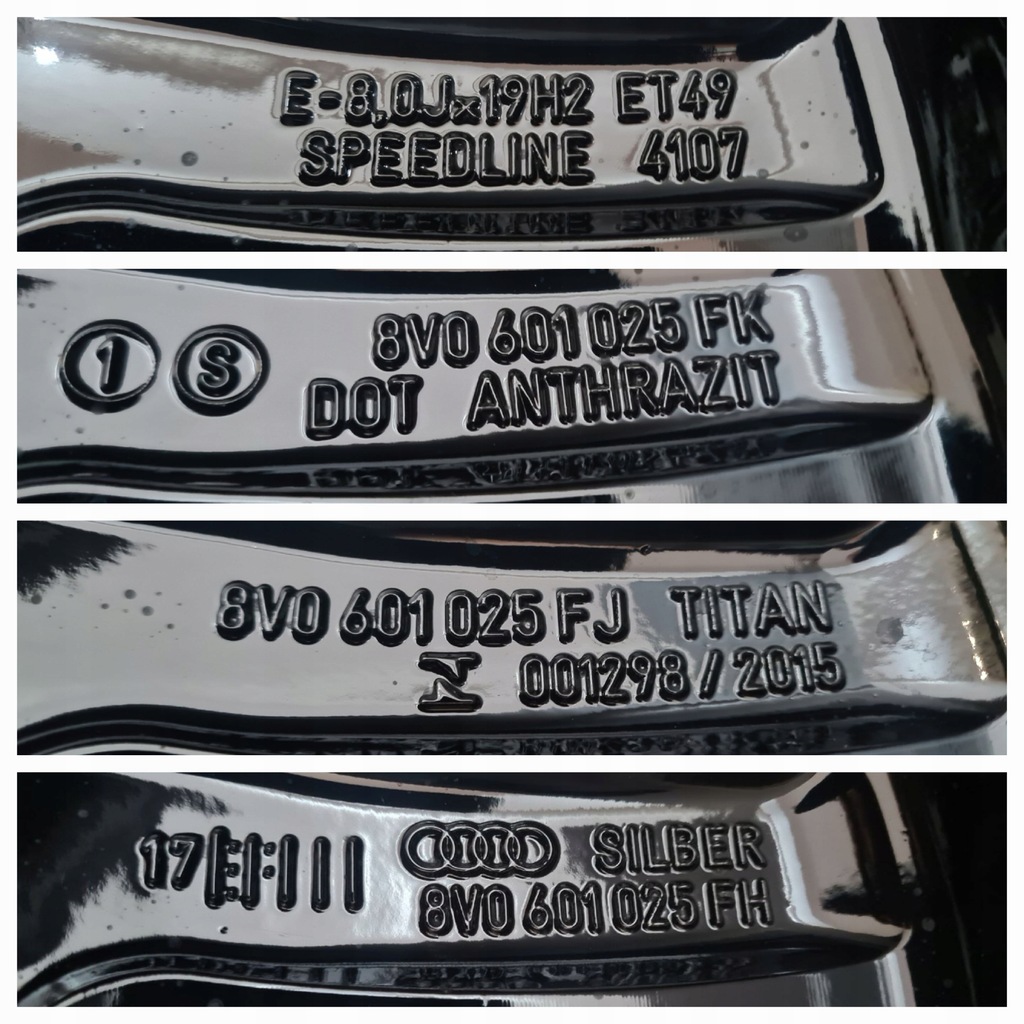 E-8,0Jx19H2 ET49
SPEEDLINE 4107
1 S
8V0 601 025 FK
DOT ANTHRAZIT
8V0 601 025 FJ TITAN
001298/2015
17
SILBER
8V0 601 025 FH